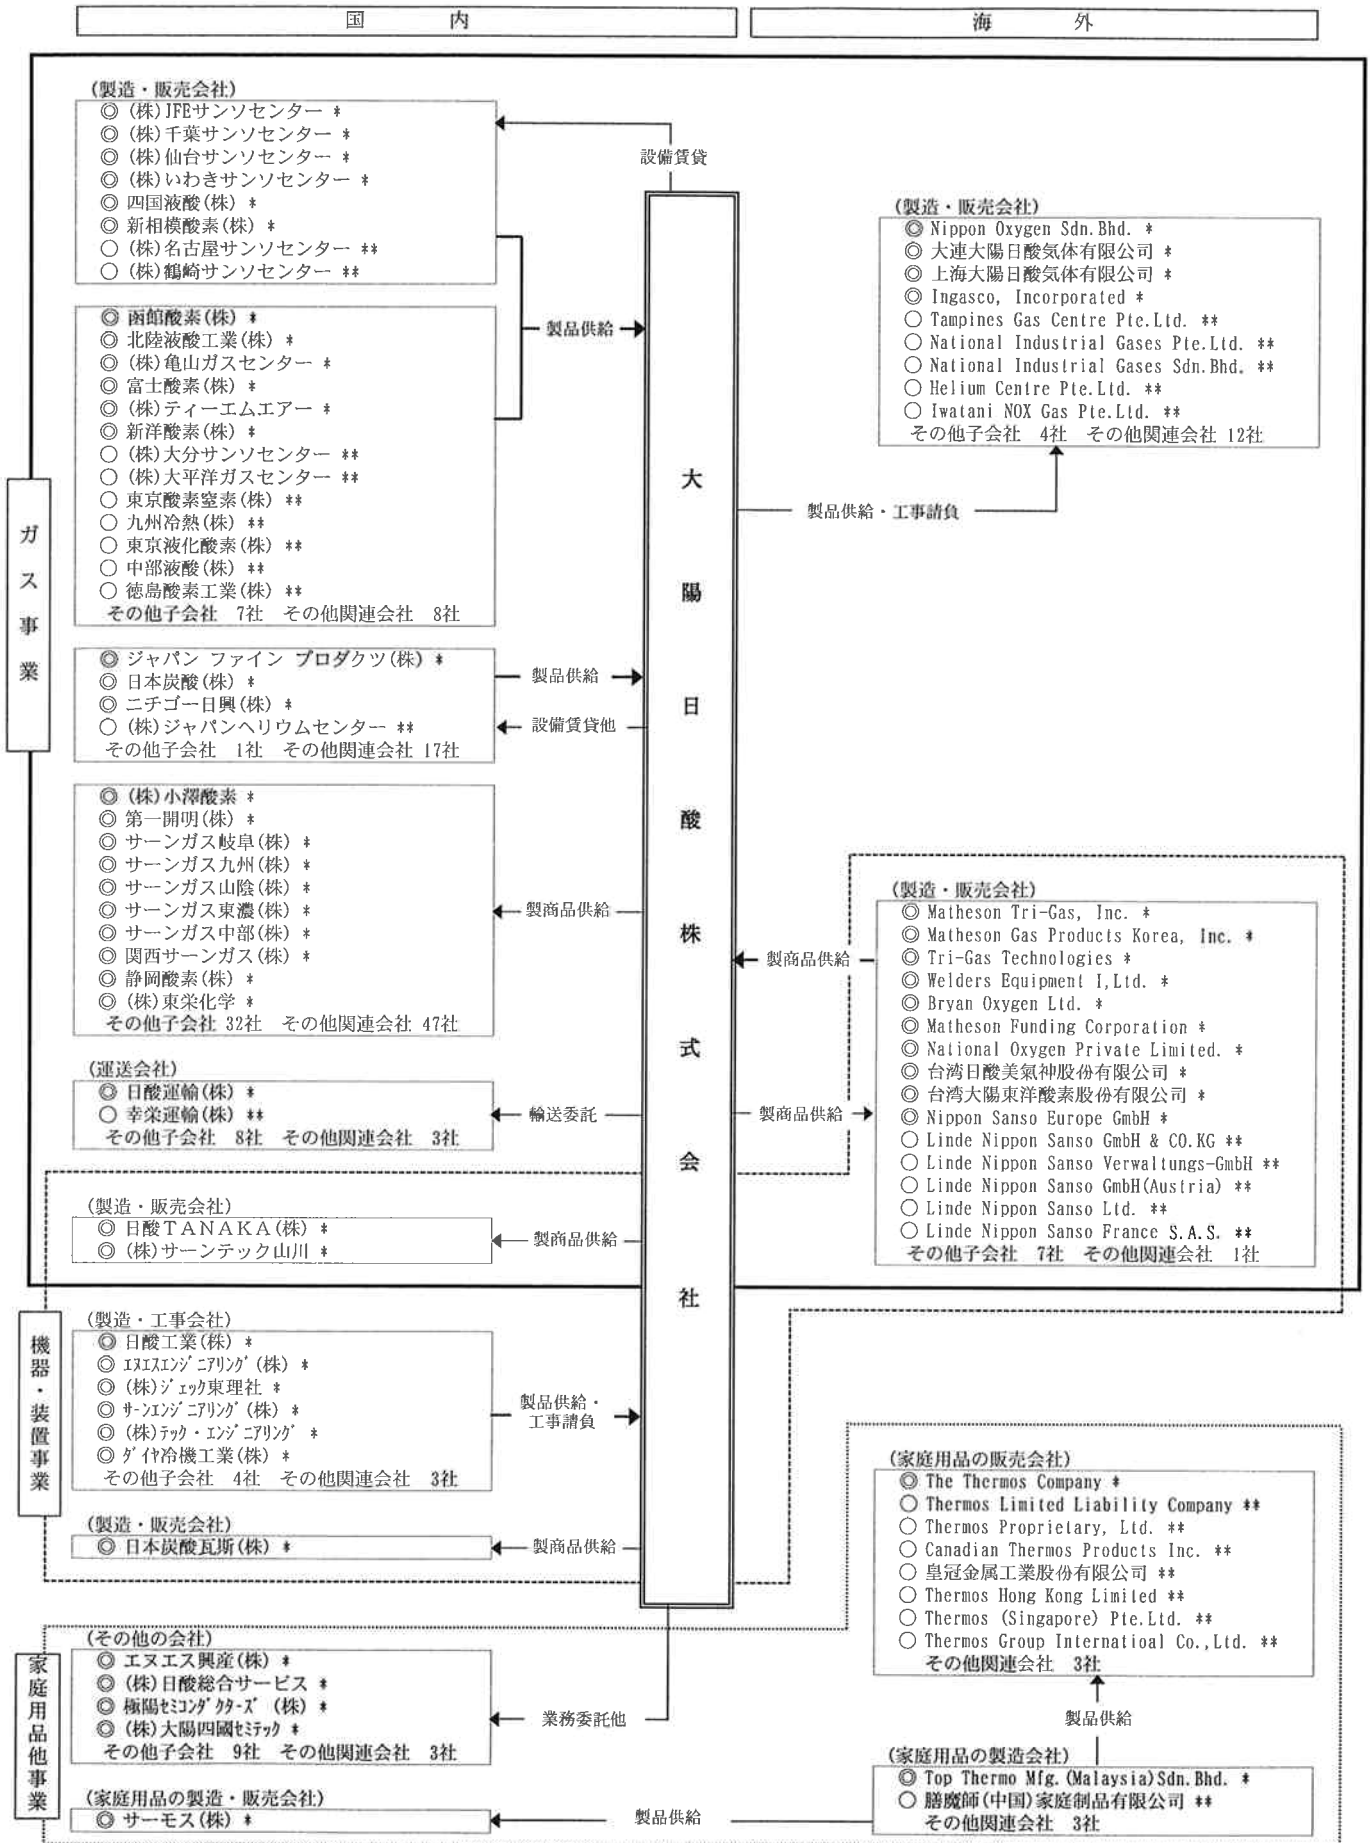 国　　　　内
海　　　　外
ガス事業
(製造・販売会社)
◎ (株)JFEサンソセンター *
◎ (株)千葉サンソセンター *
◎ (株)仙台サンソセンター *
◎ (株)いわきサンソセンター *
◎ 四国液酸(株) *
◎ 新相模酸素(株) *
○ (株)名古屋サンソセンター **
○ (株)鶴崎サンソセンター **
設備賃貸
◎ 函館酸素(株) *
◎ 北陸液酸工業(株) *
◎ (株)亀山ガスセンター *
◎ 富士酸素(株) *
◎ (株)ティーエムエアー *
◎ 新洋酸素(株) *
○ (株)大分サンソセンター **
○ (株)大平洋ガスセンター **
○ 東京酸素窒素(株) **
○ 九州冷熱(株) **
○ 東京液化酸素(株) **
○ 中部液酸(株) **
○ 徳島酸素工業(株) **
その他子会社　7社　その他関連会社　8社
製品供給
◎ ジャパン ファイン プロダクツ(株) *
◎ 日本炭酸(株) *
◎ ニチゴー日興(株) *
○ (株)ジャパンヘリウムセンター **
その他子会社　1社　その他関連会社 17社
製品供給
設備賃貸他
◎ (株)小澤酸素 *
◎ 第一開明(株) *
◎ サーンガス岐阜(株) *
◎ サーンガス九州(株) *
◎ サーンガス山陰(株) *
◎ サーンガス東濃(株) *
◎ サーンガス中部(株) *
◎ 関西サーンガス(株) *
◎ 静岡酸素(株) *
◎ (株)東栄化学 *
その他子会社 32社　その他関連会社 47社
製商品供給
(運送会社)
◎ 日酸運輸(株) *
○ 幸栄運輸(株) **
その他子会社　8社　その他関連会社　3社
輸送委託
(製造・販売会社)
◎ 日酸TANAKA(株) *
◎ (株)サーンテック山川 *
製商品供給
大陽日酸株式会社
(製造・販売会社)
◎ Nippon Oxygen Sdn.Bhd. *
◎ 大連大陽日酸気体有限公司 *
◎ 上海大陽日酸気体有限公司 *
◎ Ingasco, Incorporated *
○ Tampines Gas Centre Pte.Ltd. **
○ National Industrial Gases Pte.Ltd. **
○ National Industrial Gases Sdn.Bhd. **
○ Helium Centre Pte.Ltd. **
○ Iwatani NOX Gas Pte.Ltd. **
その他子会社　4社　その他関連会社 12社
製品供給・工事請負
(製造・販売会社)
◎ Matheson Tri-Gas, Inc. *
◎ Matheson Gas Products Korea, Inc. *
◎ Tri-Gas Technologies *
◎ Welders Equipment I,Ltd. *
◎ Bryan Oxygen Ltd. *
◎ Matheson Funding Corporation *
◎ National Oxygen Private Limited. *
◎ 台湾日酸美氣神股份有限公司 *
◎ 台湾大陽東洋酸素股份有限公司 *
◎ Nippon Sanso Europe GmbH *
○ Linde Nippon Sanso GmbH & CO.KG **
○ Linde Nippon Sanso Verwaltungs-GmbH **
○ Linde Nippon Sanso GmbH(Austria) **
○ Linde Nippon Sanso Ltd. **
○ Linde Nippon Sanso France S.A.S. **
その他子会社　7社　その他関連会社　1社
製商品供給
製商品供給
機器・装置事業
(製造・工事会社)
◎ 日酸工業(株) *
◎ ｴﾇｴｽｴﾝｼﾞﾆｱﾘﾝｸﾞ(株) *
◎ (株)ｼﾞｪｯｸ東理社 *
◎ ｻｰﾝｴﾝｼﾞﾆｱﾘﾝｸﾞ(株) *
◎ (株)ﾃｯｸ・ｴﾝｼﾞﾆｱﾘﾝｸﾞ *
◎ ﾀﾞｲﾔ冷機工業(株) *
その他子会社　4社　その他関連会社　3社
製品供給・
工事請負
(製造・販売会社)
◎ 日本炭酸瓦斯(株) *
製商品供給
家庭用品他事業
(その他の会社)
◎ エヌエス興産(株) *
◎ (株)日酸総合サービス *
◎ 極陽ｾﾐｺﾝﾀﾞｸﾀｰｽﾞ (株) *
◎ (株)大陽四國ｾﾐﾃｯｸ *
その他子会社　9社　その他関連会社　3社
業務委託他
(家庭用品の製造・販売会社)
◎ サーモス(株) *
製品供給
(家庭用品の販売会社)
◎ The Thermos Company *
○ Thermos Limited Liability Company **
○ Thermos Proprietary, Ltd. **
○ Canadian Thermos Products Inc. **
○ 皇冠金属工業股份有限公司 **
○ Thermos Hong Kong Limited **
○ Thermos (Singapore) Pte.Ltd. **
○ Thermos Group Internatioal Co.,Ltd. **
その他関連会社　3社
製品供給
(家庭用品の製造会社)
◎ Top Thermo Mfg.(Malaysia)Sdn.Bhd. *
○ 膳魔師(中国)家庭制品有限公司 **
その他関連会社　3社